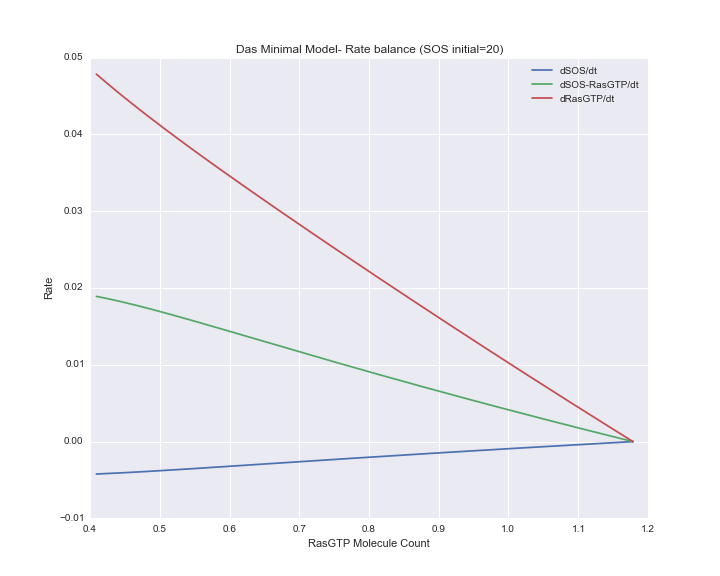 Das Minimal Model- Rate balance (SOS initial=20)
0.05
0.04
0.03
0.02
0.01
0.00
−0.01
Rate
dSOS/dt
dSOS-RasGTP/dt
dRasGTP/dt
0.4 0.5 0.6 0.7 0.8 0.9 1.0 1.1 1.2
RasGTP Molecule Count